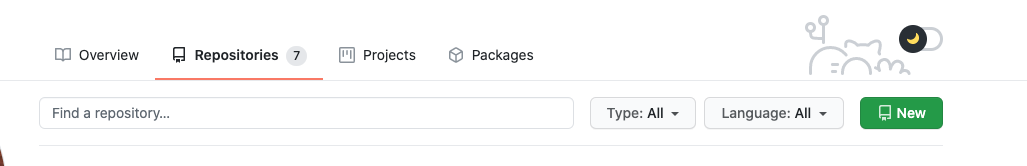 Overview Repositories 7 Projects Packages
Find a repository... Type: All Language: All New